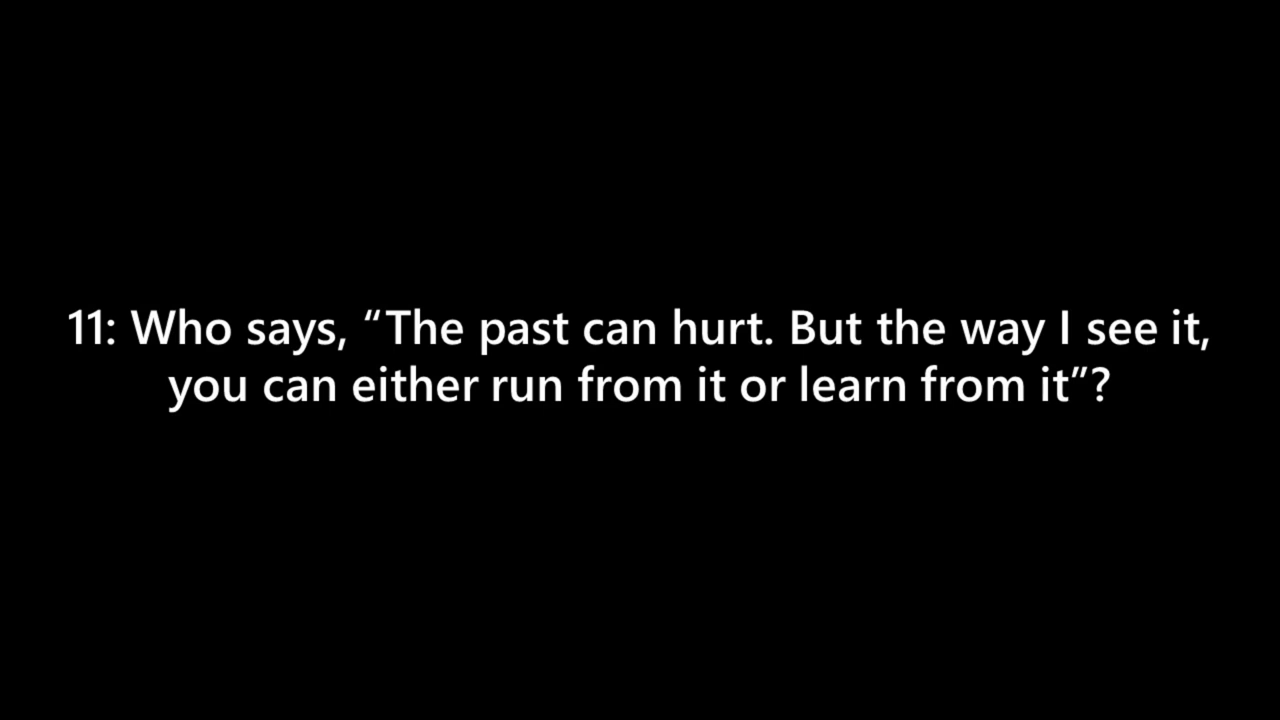 11: Who says, “The past can hurt. But the way I see it,
you can either run from it or learn from it”?